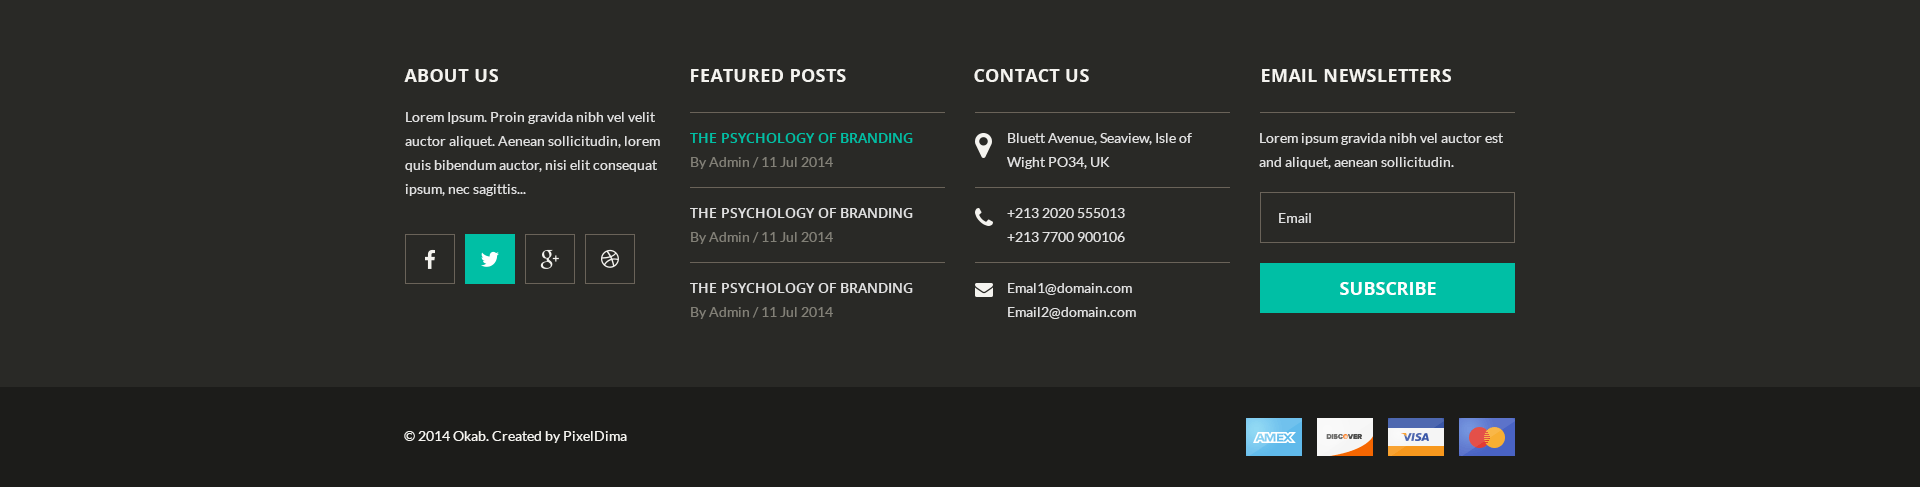 ABOUT US
Lorem Ipsum. Proin gravida nibh vel velit
auctor aliquet. Aenean sollicitudin, lorem
quis bibendum auctor, nisi elit consequat
ipsum, nec sagittis...
FEATURED POSTS
THE PSYCHOLOGY OF BRANDING
By Admin / 11 Jul 2014
THE PSYCHOLOGY OF BRANDING
By Admin / 11 Jul 2014
THE PSYCHOLOGY OF BRANDING
By Admin / 11 Jul 2014
CONTACT US
Bluett Avenue, Seaview, Isle of
Wight PO34, UK
+213 2020 555013
+213 7700 900106
Emal1@domain.com
Email2@domain.com
EMAIL NEWSLETTERS
Lorem ipsum gravida nibh vel auctor est
and aliquet, aenean sollicitudin.
Email
SUBSCRIBE
© 2014 Okab. Created by PixelDima
AMEX
DISCOVER
VISA